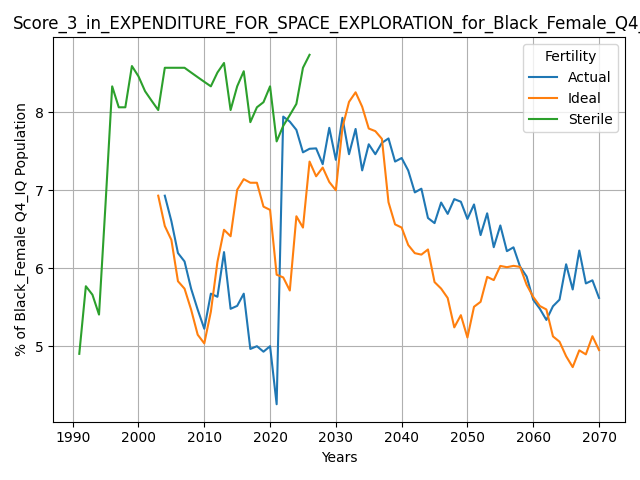 Score_3_in_EXPENDITURE_FOR_SPACE_EXPLORATION_for_Black_Female_Q4_
Fertility
Actual
Ideal
Sterile
% of Black_Female Q4_IQ Population
8
7
6
5
1990 2000 2010 2020 2030 2040 2050 2060 2070
Years